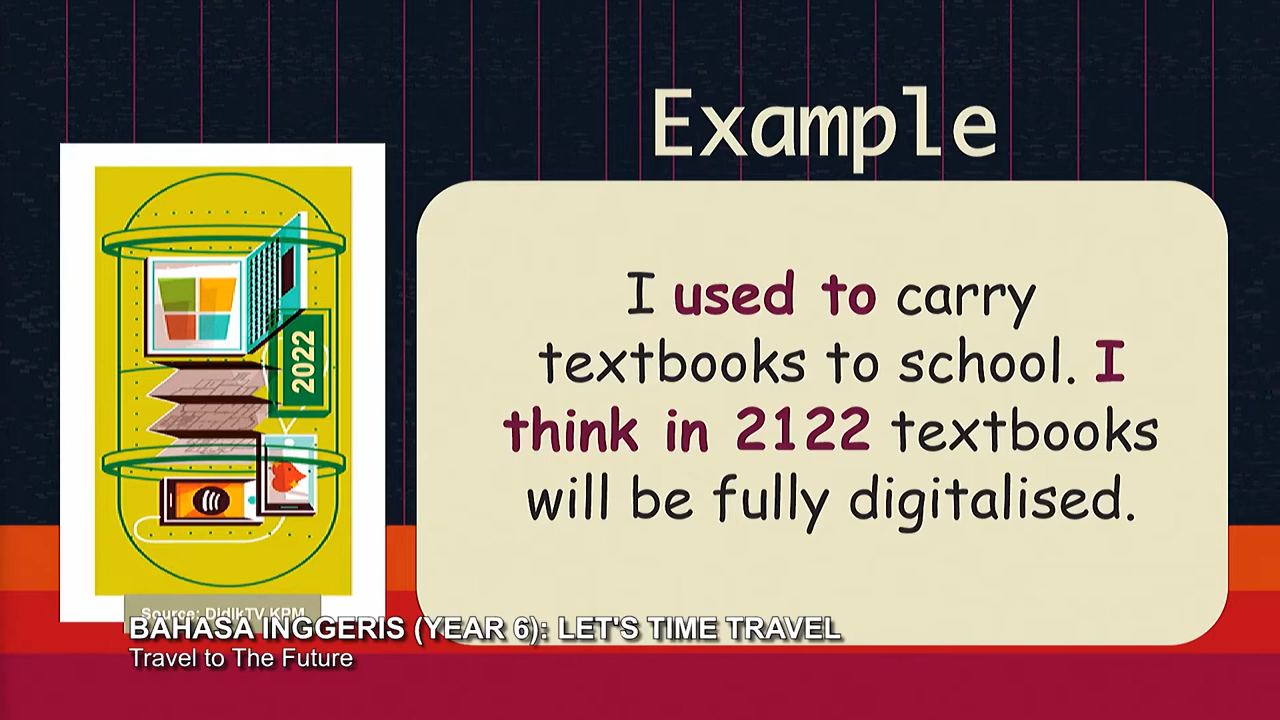 Example
2022
I used to carry
textbooks to school. I
think in 2122 textbooks
will be fully digitalised.
Source: DidikTV KPM
BAHASA INGGERIS (YEAR 6): LET'S TIME TRAVEL
Travel to The Future